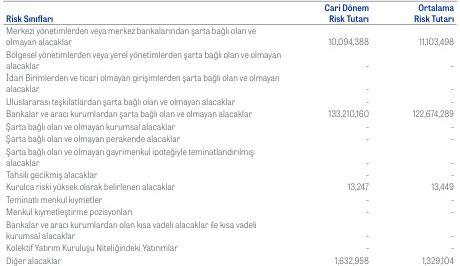 Cari Dönem Ortalama
Risk Sınıfları Risk Tutarı Risk Tutarı
Merkezi yönetimlerden veya merkez bankalarından şarta bağlı olan ve
olmayan alacaklar 10,094,388 11,103,498
Bölgesel yönetimlerden veya yerel yönetimlerden şarta bağlı olan ve olmayan
alacaklar - -
İdari Birimlerden ve ticari olmayan girişimlerden şarta bağlı olan ve olmayan
alacaklar - -
Uluslararası teşkilatlardan şarta bağlı olan ve olmayan alacaklar - -
Bankalar ve aracı kurumlardan şarta bağlı olan ve olmayan alacaklar 133,210,160 122,674,289
Şarta bağlı olan ve olmayan kurumsal alacaklar - -
Şarta bağlı olan ve olmayan perakende alacaklar - -
Şarta bağlı olan ve olmayan gayrimenkul ipoteğiyle teminatlandırılmış
alacaklar - -
Tahsili gecikmiş alacaklar - -
Kurulca riski yüksek olarak belirlenen alacaklar 13,247 13,449
Teminatlı menkul kıymetler - -
Menkul kıymetleştirme pozisyonları - -
Bankalar ve aracı kurumlardan olan kısa vadeli alacaklar ile kısa vadeli
kurumsal alacaklar - -
Kolektif Yatırım Kuruluşu Niteliğindeki Yatırımlar - -
Diğer alacaklar 1,632,958 1,329,104